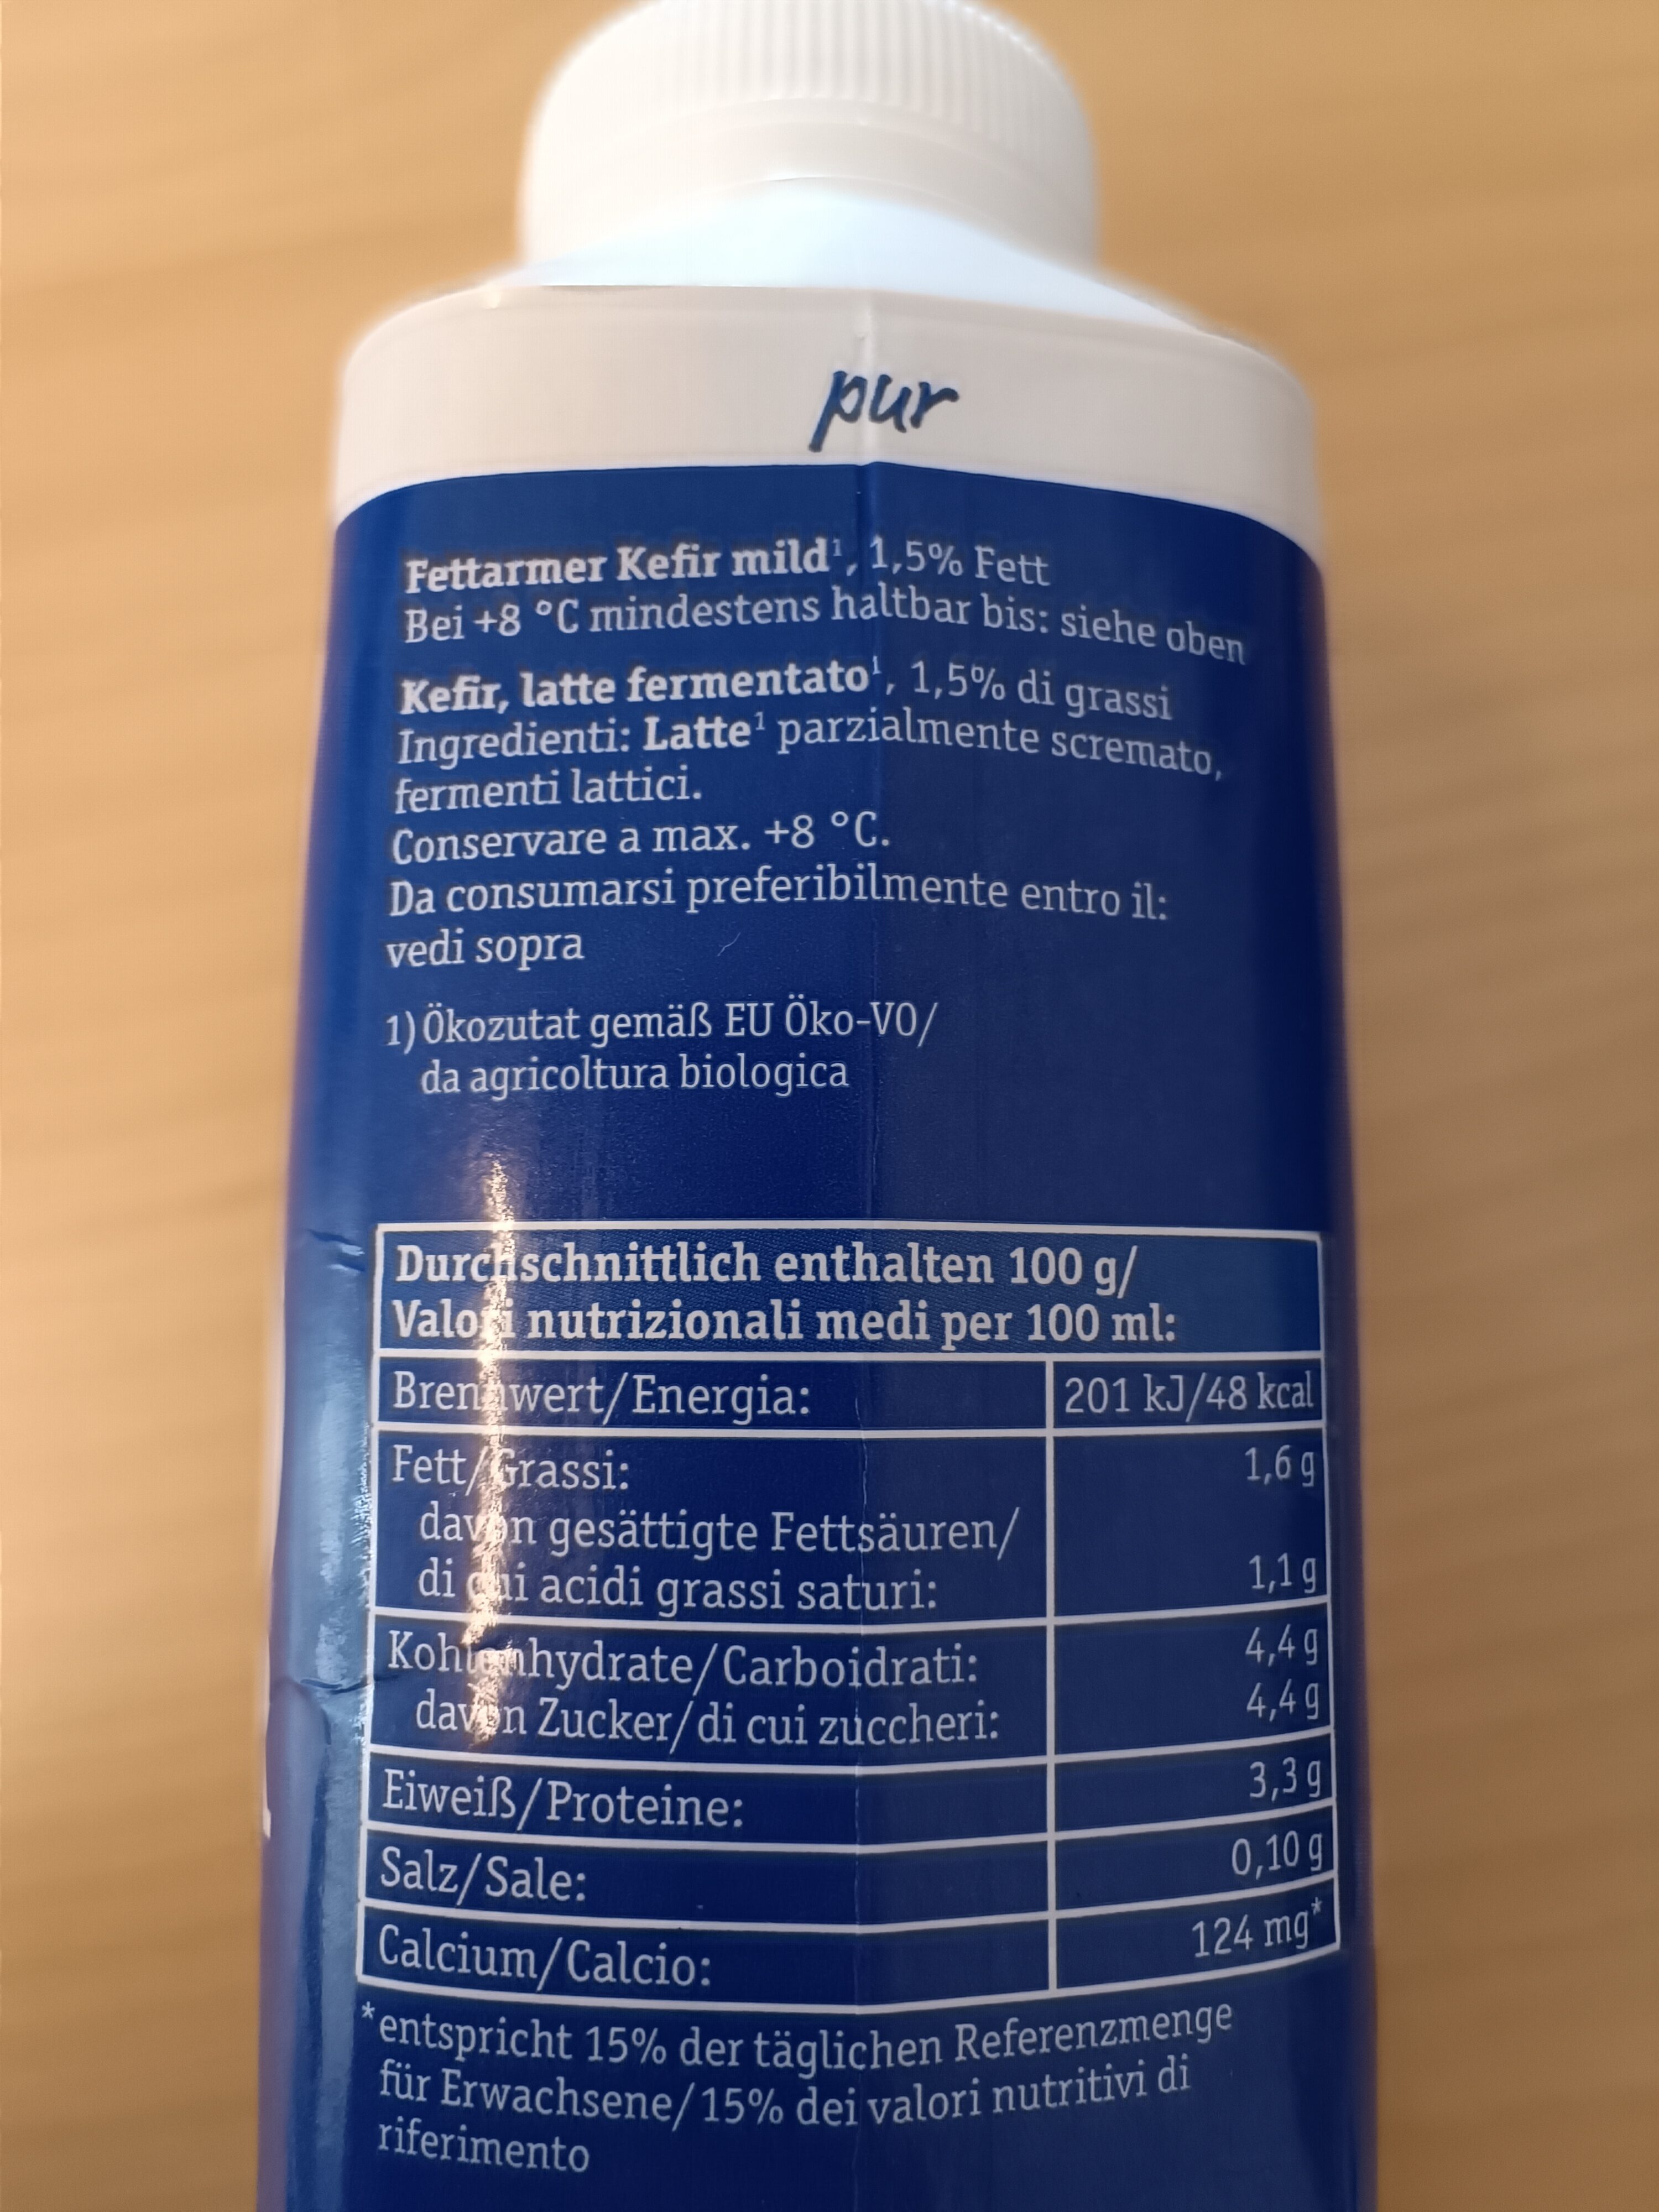 pur
Fettarmer Kefir mild¹, 1,5% Fett
Bei +8 °C mindestens haltbar bis: siehe oben
Kefir, latte fermentato¹, 1,5% di grassi
Ingredienti: Latte¹ parzialmente scremato,
fermenti lattici.
Conservare a max. +8 °C.
Da consumarsi preferibilmente entro il:
vedi sopra
1) Ökozutat gemäß EU Öko-VO/
da agricoltura biologica
Durchschnittlich enthalten 100 g/
Valori nutrizionali medi per 100 ml:
Brennwert/Energia: 201 kJ/48 kcal
Fett/Grassi: 1,6 g
davon gesättigte Fettsäuren/
di cui acidi grassi saturi: 1,1 g
Kohlenhydrate/Carboidrati: 4,4 g
davon Zucker/di cui zuccheri: 4,4 g
Eiweiß/Proteine: 3,3 g
Salz/Sale: 0,10 g
Calcium/Calcio: 124 mg*
*entspricht 15% der täglichen Referenzmenge
für Erwachsene/15% dei valori nutritivi di
riferimento